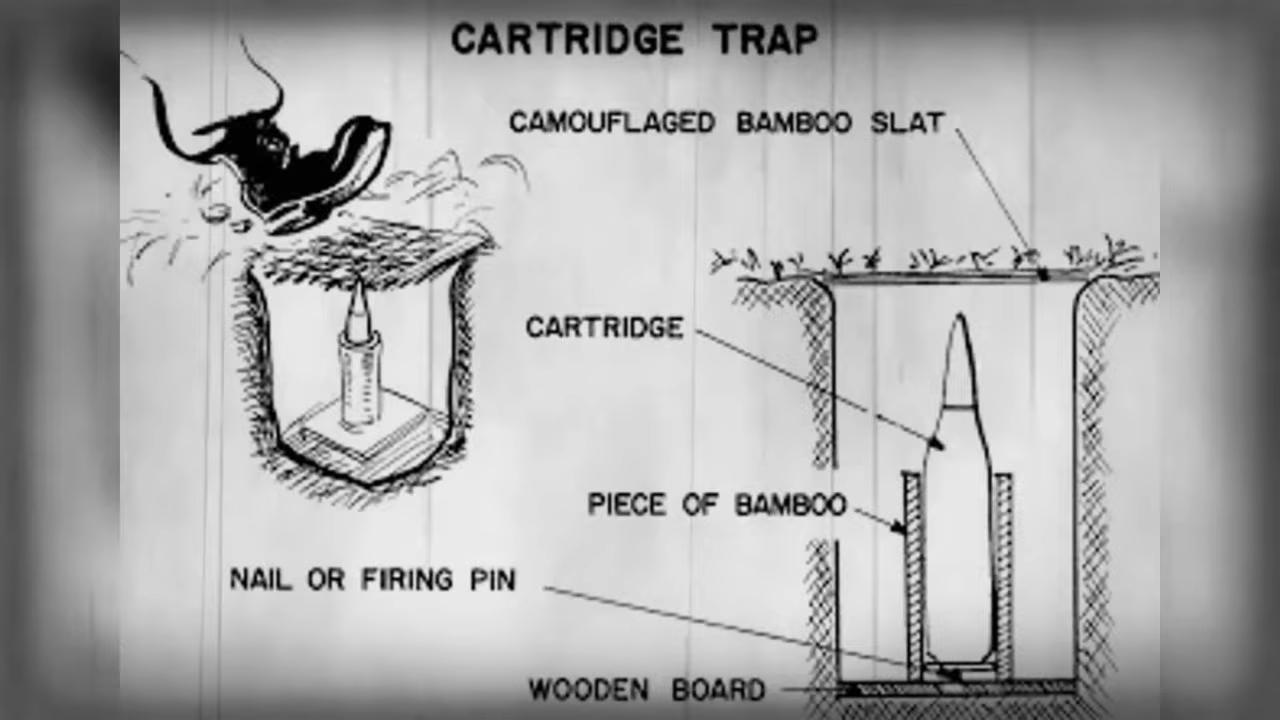 CARTRIDGE TRAP
CAMOUFLAGED BAMBOO SLAT
CARTRIDGE
PIECE OF BAMBOO
NAIL OR FIRING PIN
WOODEN BOARD